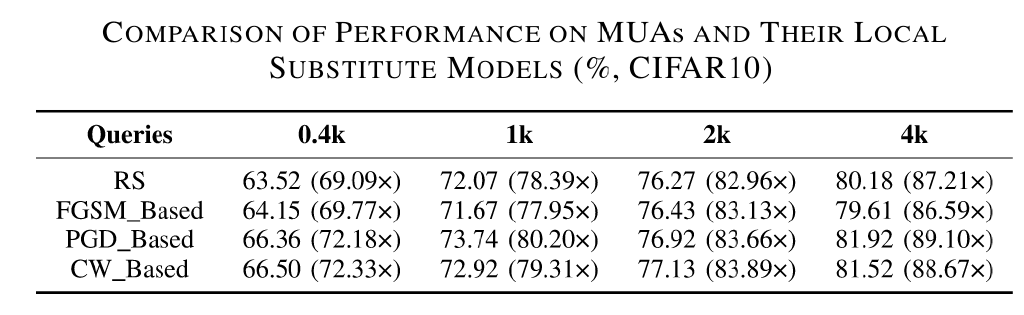 COMPARISON OF PERFORMANCE ON MUAS AND THEIR LOCAL
SUBSTITUTE MODELS (%, CIFAR10)
Queries 0.4k 1k 2k 4k
RS 63.52 (69.09×) 72.07 (78.39×) 76.27 (82.96×) 80.18 (87.21×)
FGSM_Based 64.15 (69.77×) 71.67 (77.95×) 76.43 (83.13×) 79.61 (86.59×)
PGD_Based 66.36 (72.18×) 73.74 (80.20×) 76.92 (83.66×) 81.92 (89.10×)
CW_Based 66.50 (72.33×) 72.92 (79.31×) 77.13 (83.89×) 81.52 (88.67×)